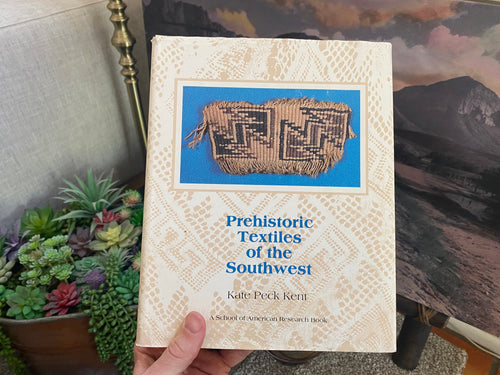 Prehistoric
Textiles
of the
Southwest
Kate Peck Kent
A School of American Research Book